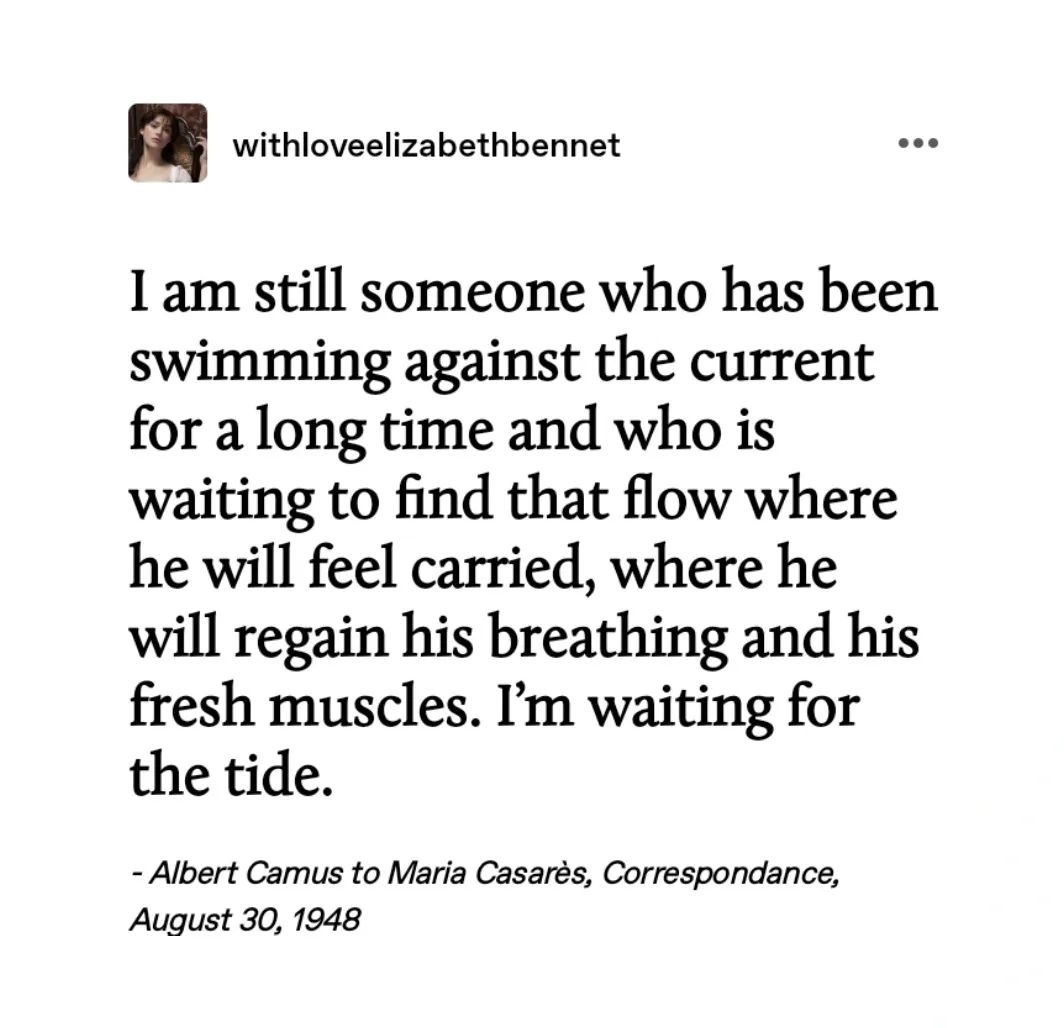 withloveelizabethbennet
I am still someone who has been
swimming against the current
for a long time and who is
waiting to find that flow where
he will feel carried, where he
will regain his breathing and his
fresh muscles. I’m waiting for
the tide.
- Albert Camus to Maria Casarès, Correspondance,
August 30, 1948